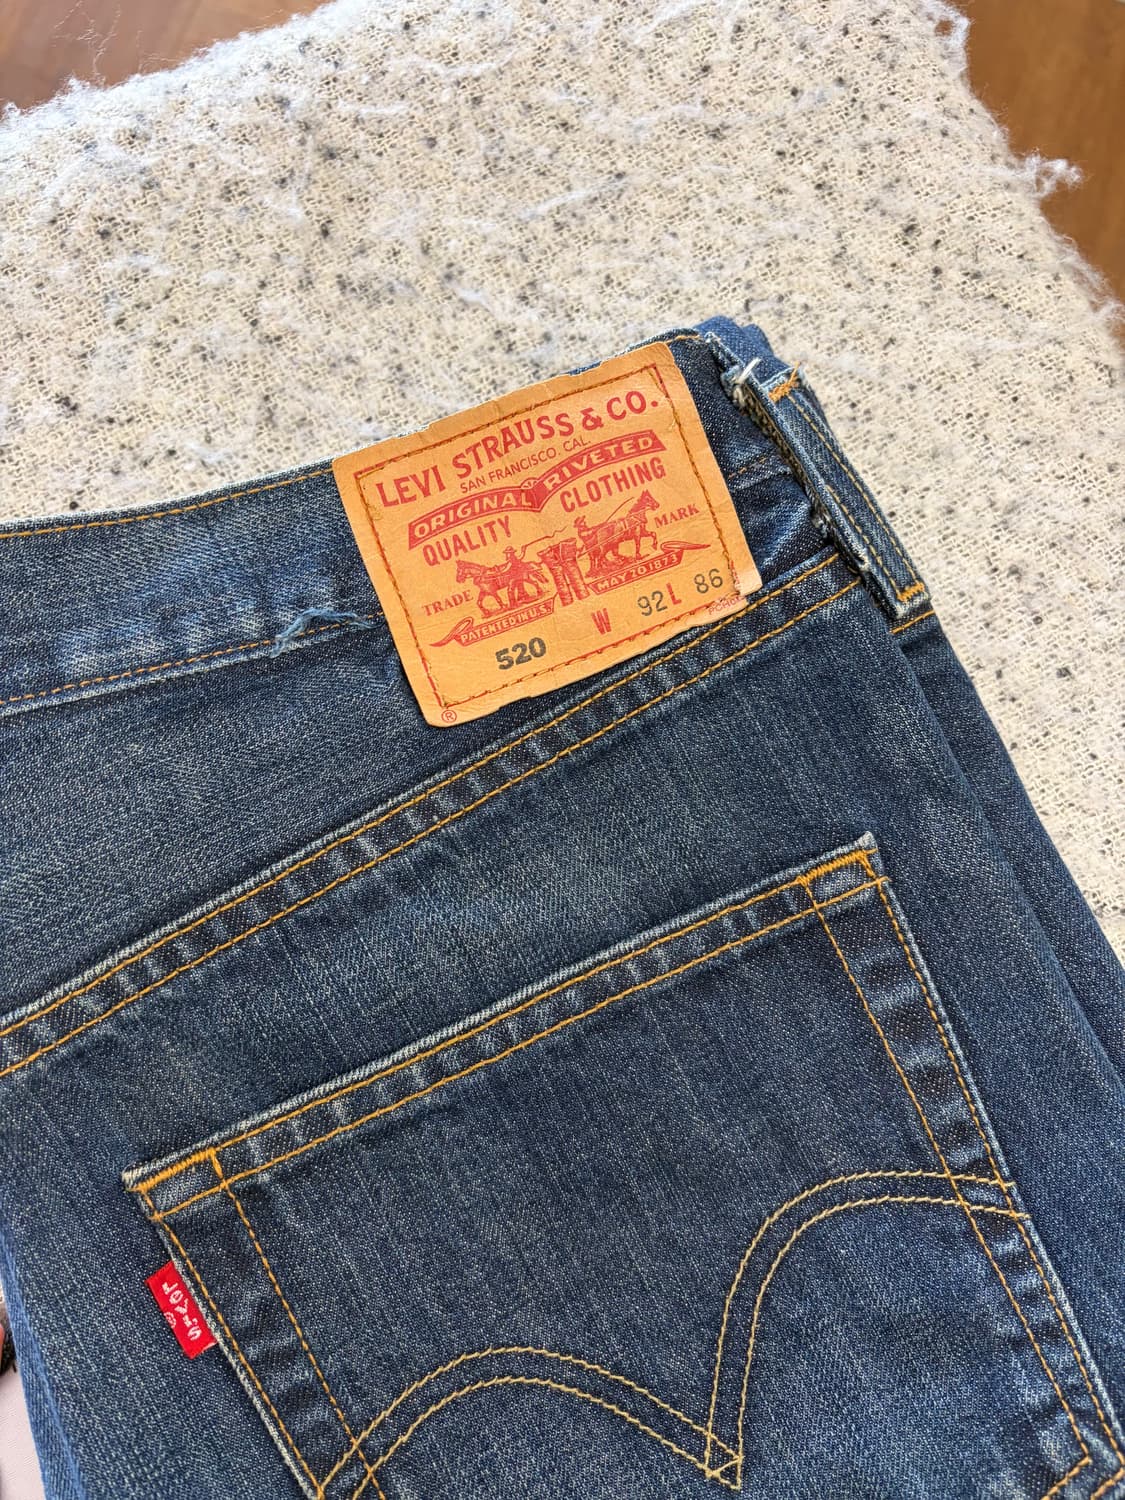 LEVI STRAUSS & CO.
SAN FRANCISCO. CAL.
ORIGINAL RIVETED
QUALITY CLOTHING
TRADE MARK
PATENTED IN U.S. MAY 20 1873
520 W 92 L 86
®
Levi's
®